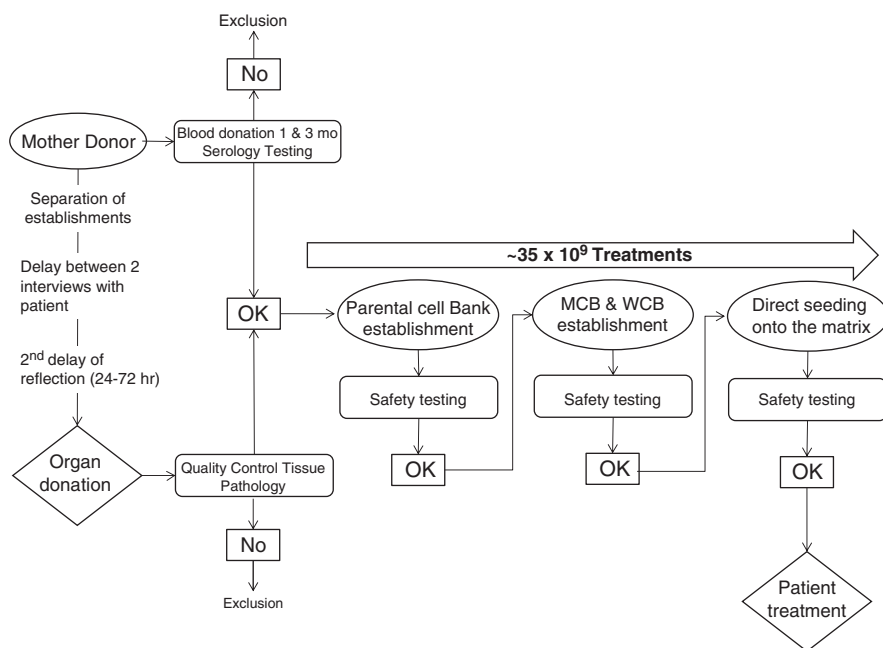 Exclusion
No
Mother Donor
Blood donation 1 & 3 mo
Serology Testing
Separation of
establishments
Delay between 2
interviews with
patient
2nd delay of
reflection (24-72 hr)
Organ
donation
Quality Control Tissue
Pathology
No
Exclusion
OK
~35 x 10⁹ Treatments
Parental cell Bank
establishment
Safety testing
OK
MCB & WCB
establishment
Safety testing
OK
Direct seeding
onto the matrix
Safety testing
OK
Patient
treatment